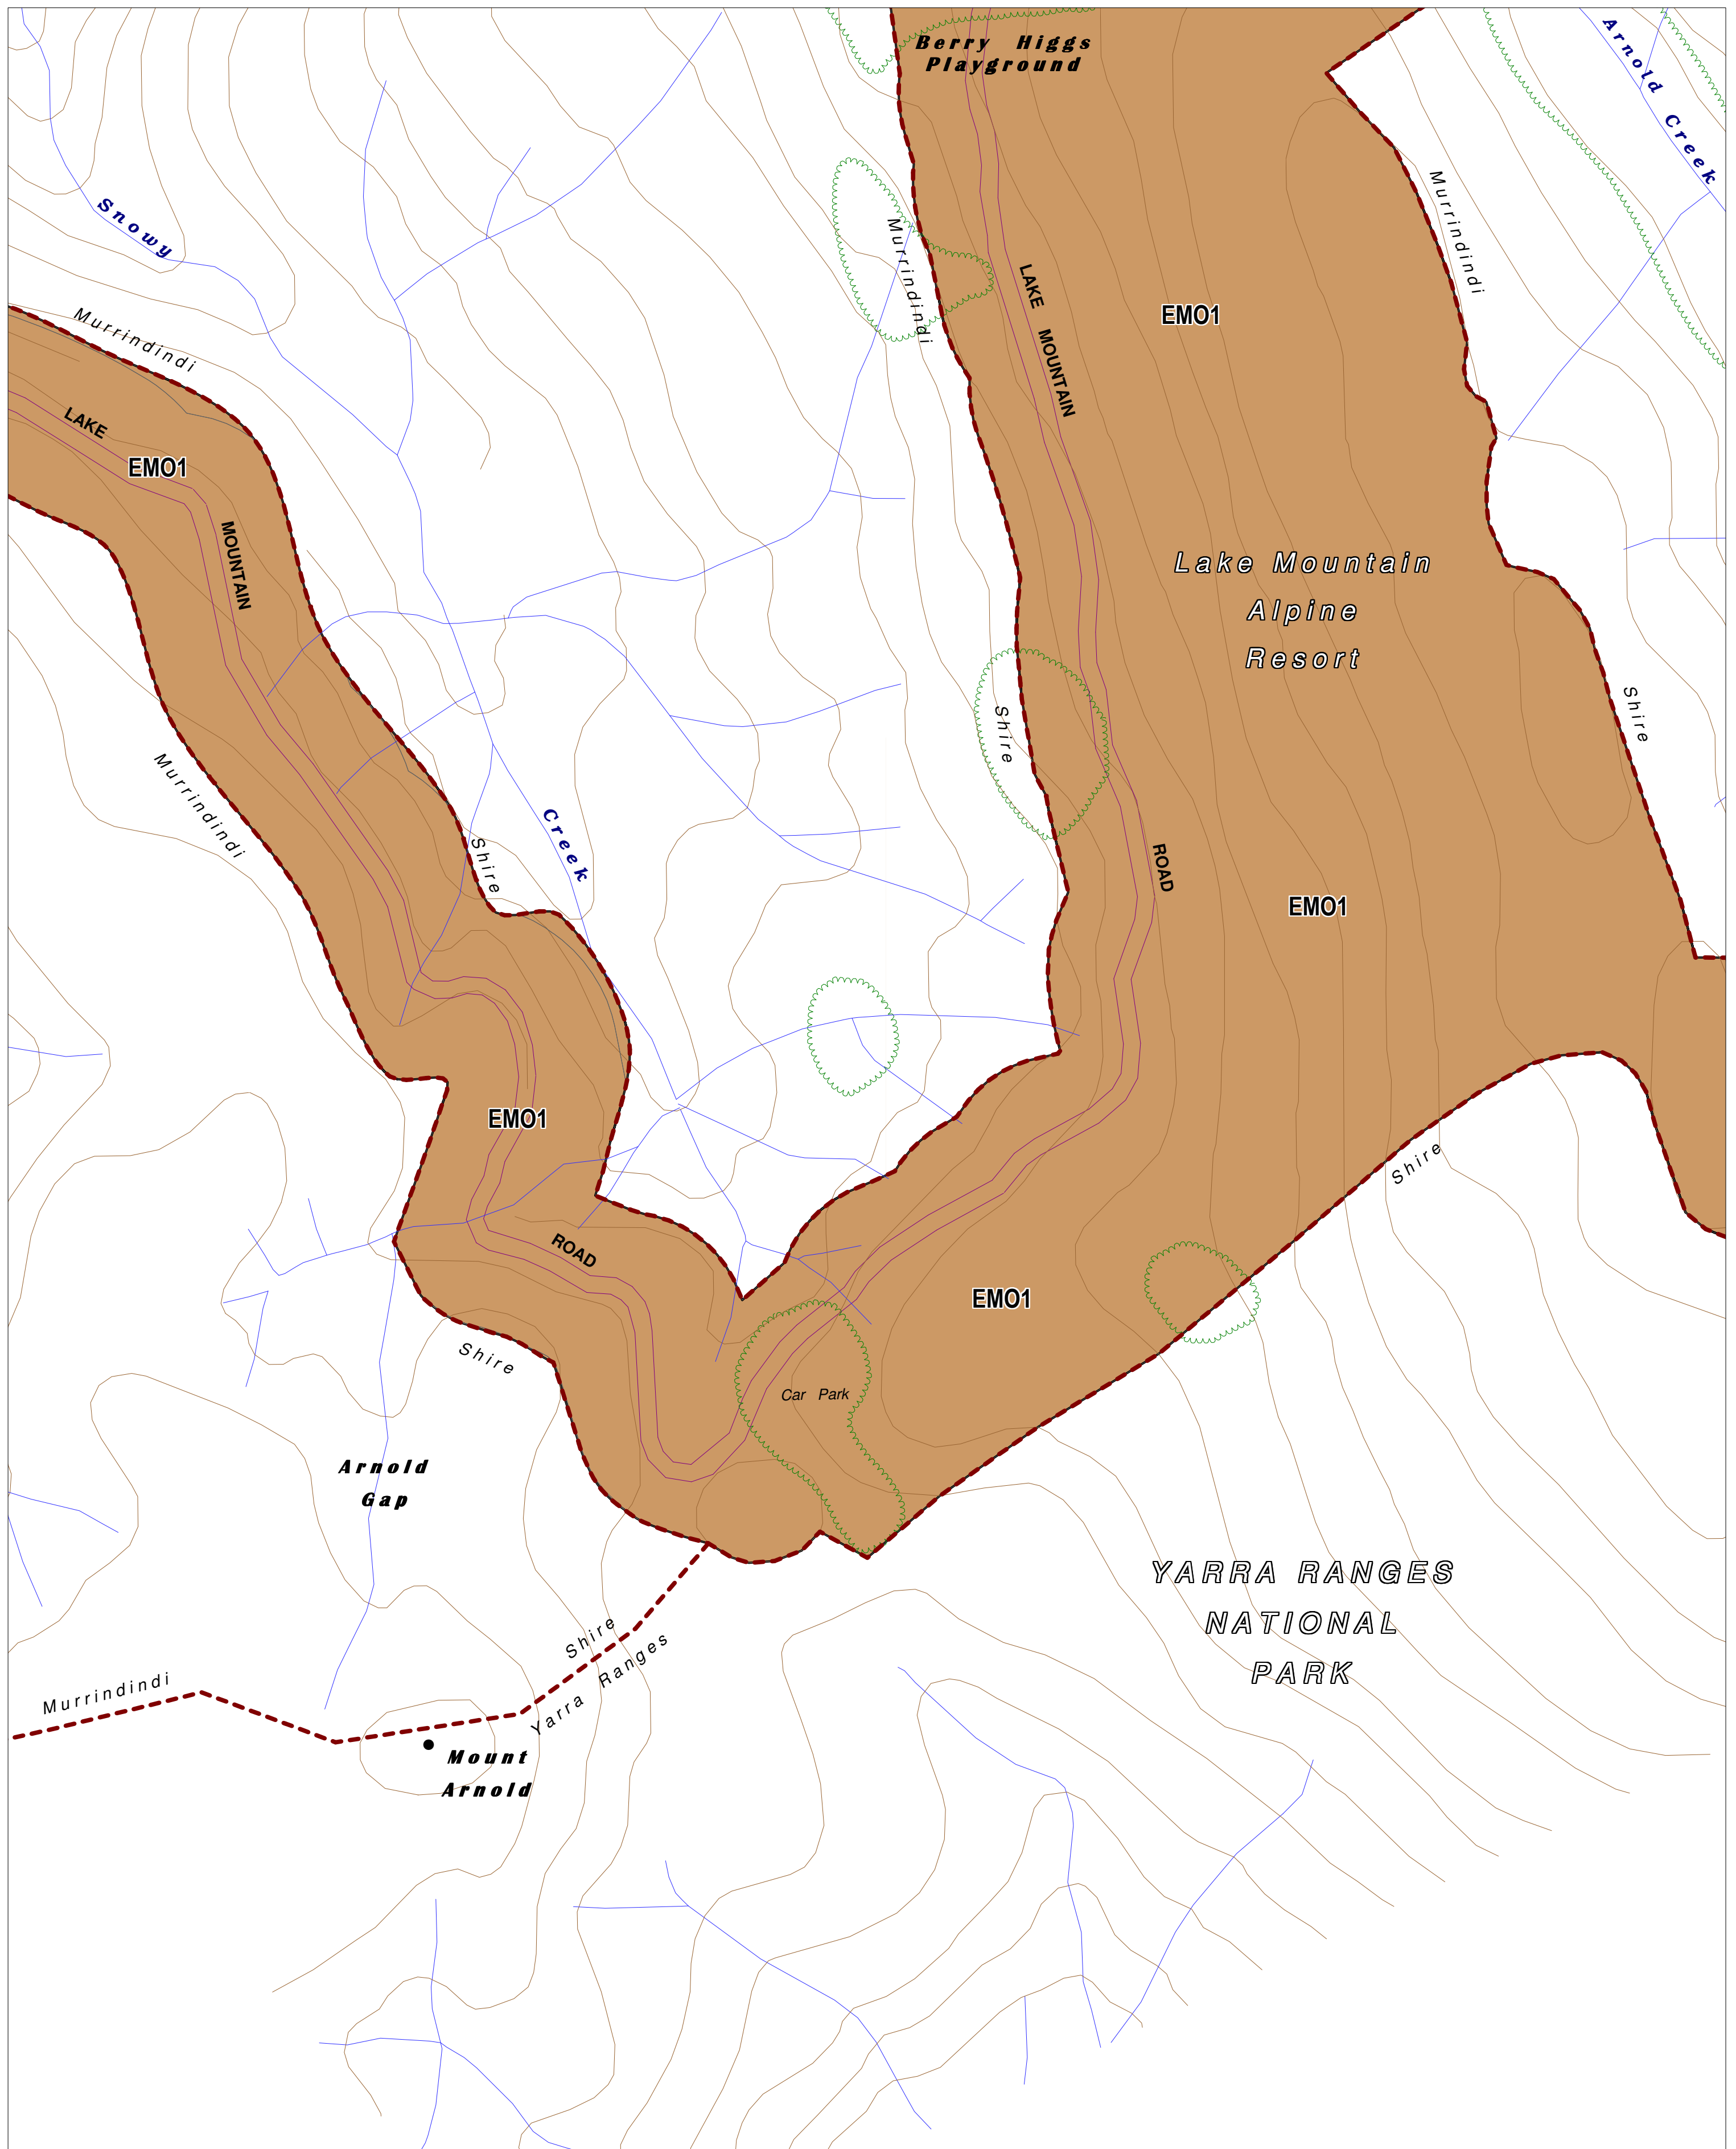 Berry Higgs
Playground
Arnold Creek
Snowy
Murrindindi
Murrindindi
Murrindindi
LAKE MOUNTAIN
EMO1
LAKE
EMO1
MOUNTAIN
Lake Mountain
Alpine
Resort
Shire
Shire
Murrindindi
Creek
Shire
ROAD
EMO1
EMO1
Shire
ROAD
EMO1
Shire
Car Park
Arnold
Gap
YARRA RANGES
NATIONAL
PARK
Shire
Yarra Ranges
Murrindindi
Mount
Arnold